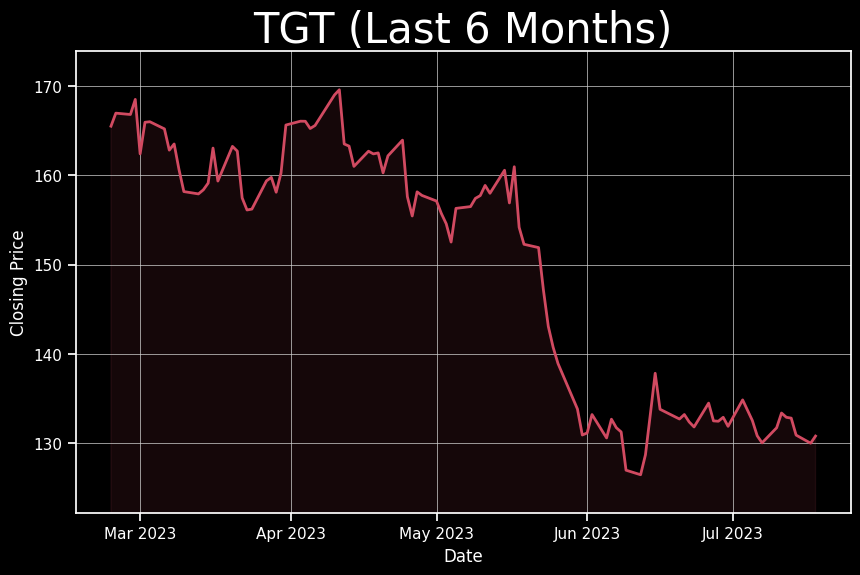 TGT (Last 6 Months)
170
160
150
140
130
Closing Price
Mar 2023
Apr 2023
May 2023
Jun 2023
Jul 2023
Date